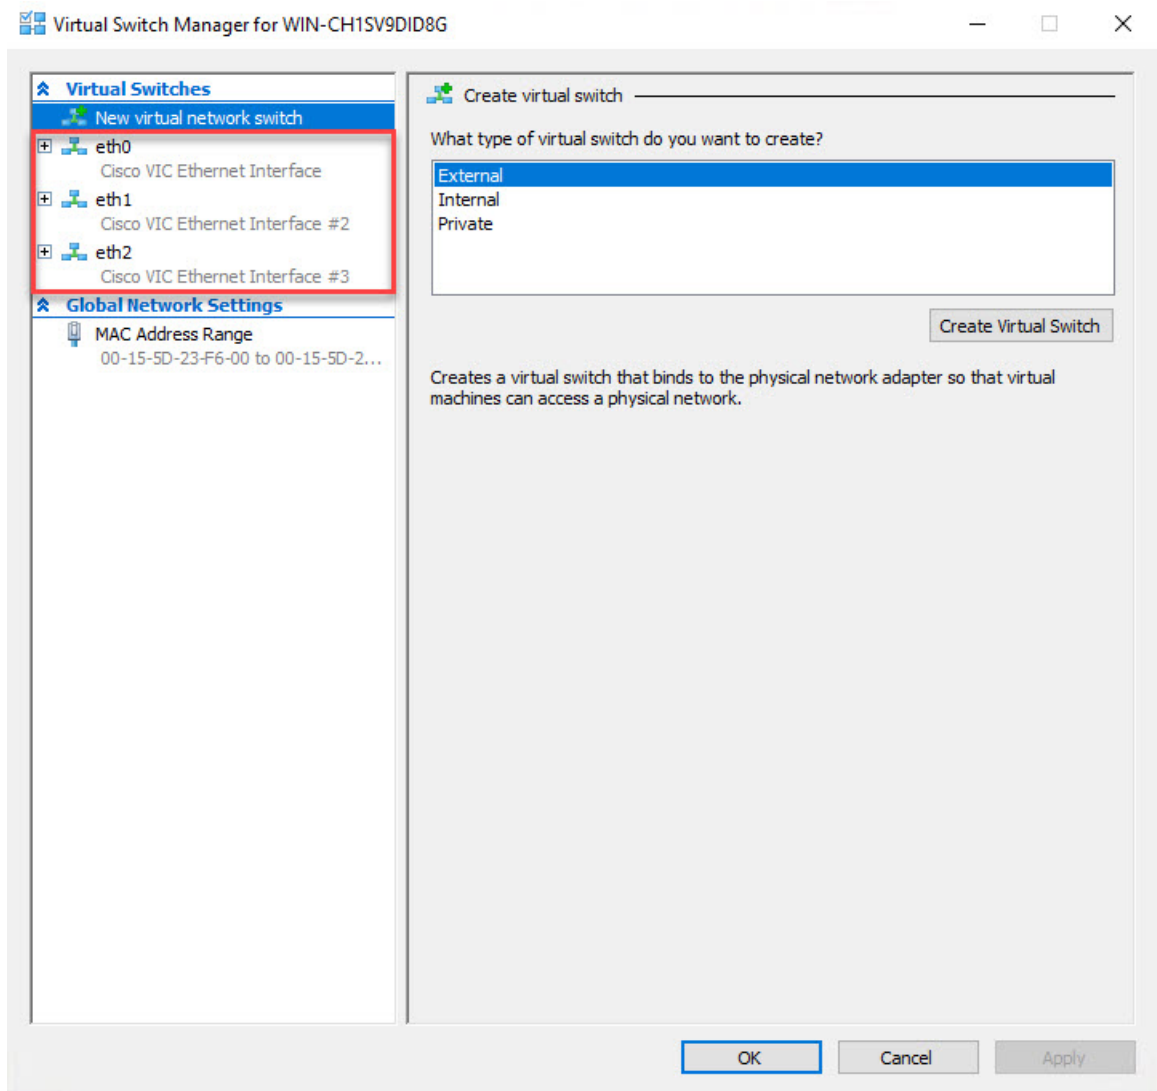 Virtual Switch Manager for WIN-CH1SV9DID8G
Virtual Switches
New virtual network switch
eth0
Cisco VIC Ethernet Interface
eth1
Cisco VIC Ethernet Interface #2
eth2
Cisco VIC Ethernet Interface #3
Global Network Settings
MAC Address Range
00-15-5D-23-F6-00 to 00-15-5D-2...
Create virtual switch
What type of virtual switch do you want to create?
External
Internal
Private
Create Virtual Switch
Creates a virtual switch that binds to the physical network adapter so that virtual
machines can access a physical network.
OK
Cancel
Apply